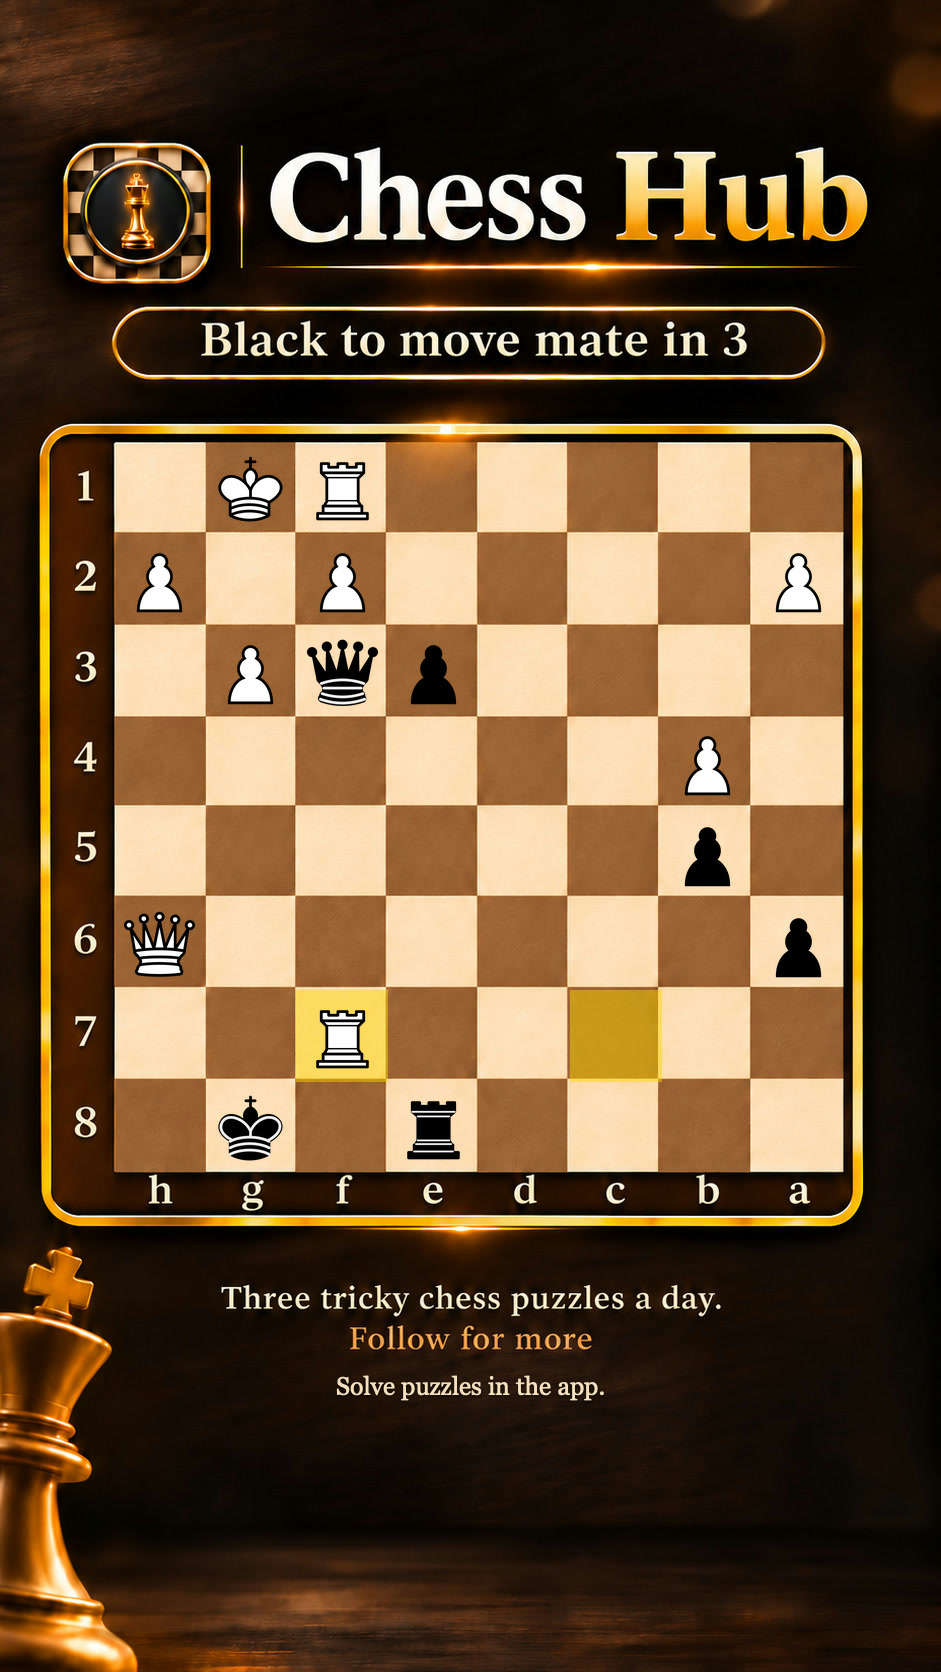 Chess Hub
Black to move mate in 3
1
2
3
4
5
6
7
8
h g f e d c b a
Three tricky chess puzzles a day.
Follow for more
Solve puzzles in the app.